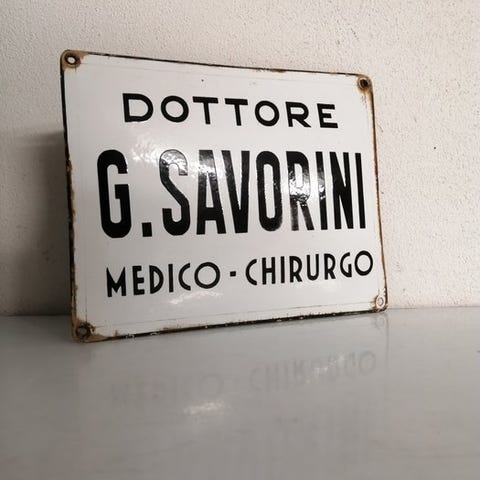 DOTTORE
G. SAVORINI
MEDICO - CHIRURGO